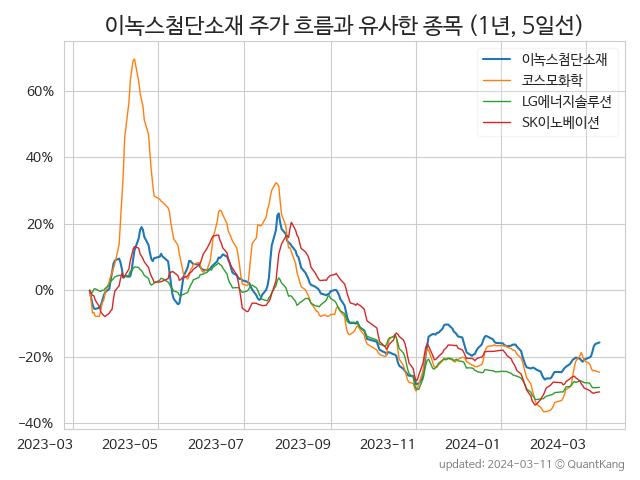 이녹스첨단소재 주가 흐름과 유사한 종목 (1년, 5일선)
이녹스첨단소재
코스모화학
LG에너지솔루션
SK이노베이션
60%
40%
20%
0%
−20%
−40%
2023-03 2023-05 2023-07 2023-09 2023-11 2024-01 2024-03
updated: 2024-03-11 © QuantKang